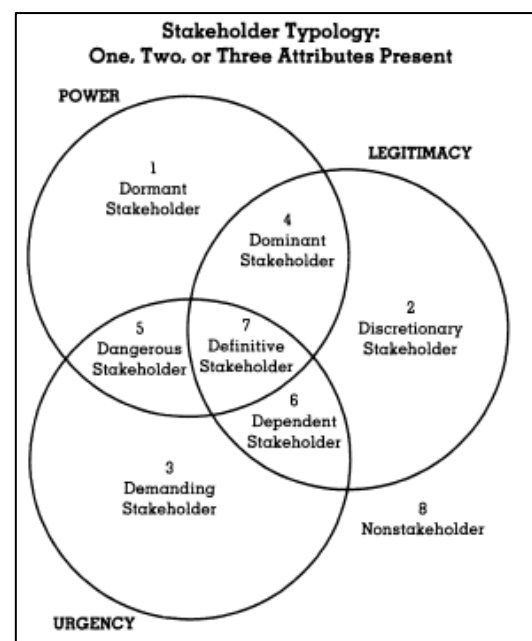 Stakeholder Typology:
One, Two, or Three Attributes Present
POWER
LEGITIMACY
1
Dormant
Stakeholder
4
Dominant
Stakeholder
2
Discretionary
Stakeholder
5
Dangerous
Stakeholder
7
Definitive
Stakeholder
6
Dependent
Stakeholder
3
Demanding
Stakeholder
8
Nonstakeholder
URGENCY